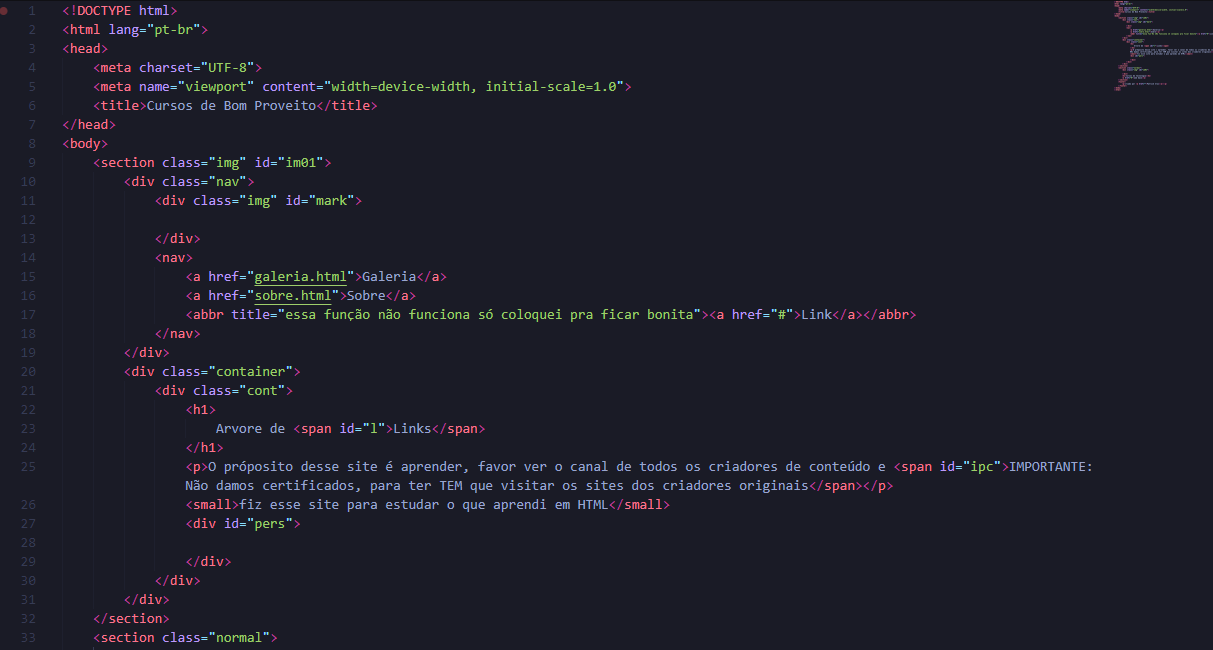 1 <!DOCTYPE html>
2 <html lang="pt-br">
3 <head>
4 <meta charset="UTF-8">
5 <meta name="viewport" content="width=device-width, initial-scale=1.0">
6 <title>Cursos de Bom Proveito</title>
7 </head>
8 <body>
9 <section class="img" id="im01">
10 <div class="nav">
11 <div class="img" id="mark">
12
13 </div>
14 <nav>
15 <a href="galeria.html">Galeria</a>
16 <a href="sobre.html">Sobre</a>
17 <abbr title="essa função não funciona só coloquei pra ficar bonita"><a href="#">Link</a></abbr>
18 </nav>
19 </div>
20 <div class="container">
21 <div class="cont">
22 <h1>
23 Arvore de <span id="l">Links</span>
24 </h1>
25 <p>O próposito desse site é aprender, favor ver o canal de todos os criadores de conteúdo e <span id="ipc">IMPORTANTE:
Não damos certificados, para ter TEM que visitar os sites dos criadores originais</span></p>
26 <small>fiz esse site para estudar o que aprendi em HTML</small>
27 <div id="pers">
28
29 </div>
30 </div>
31 </div>
32 </section>
33 <section class="normal">